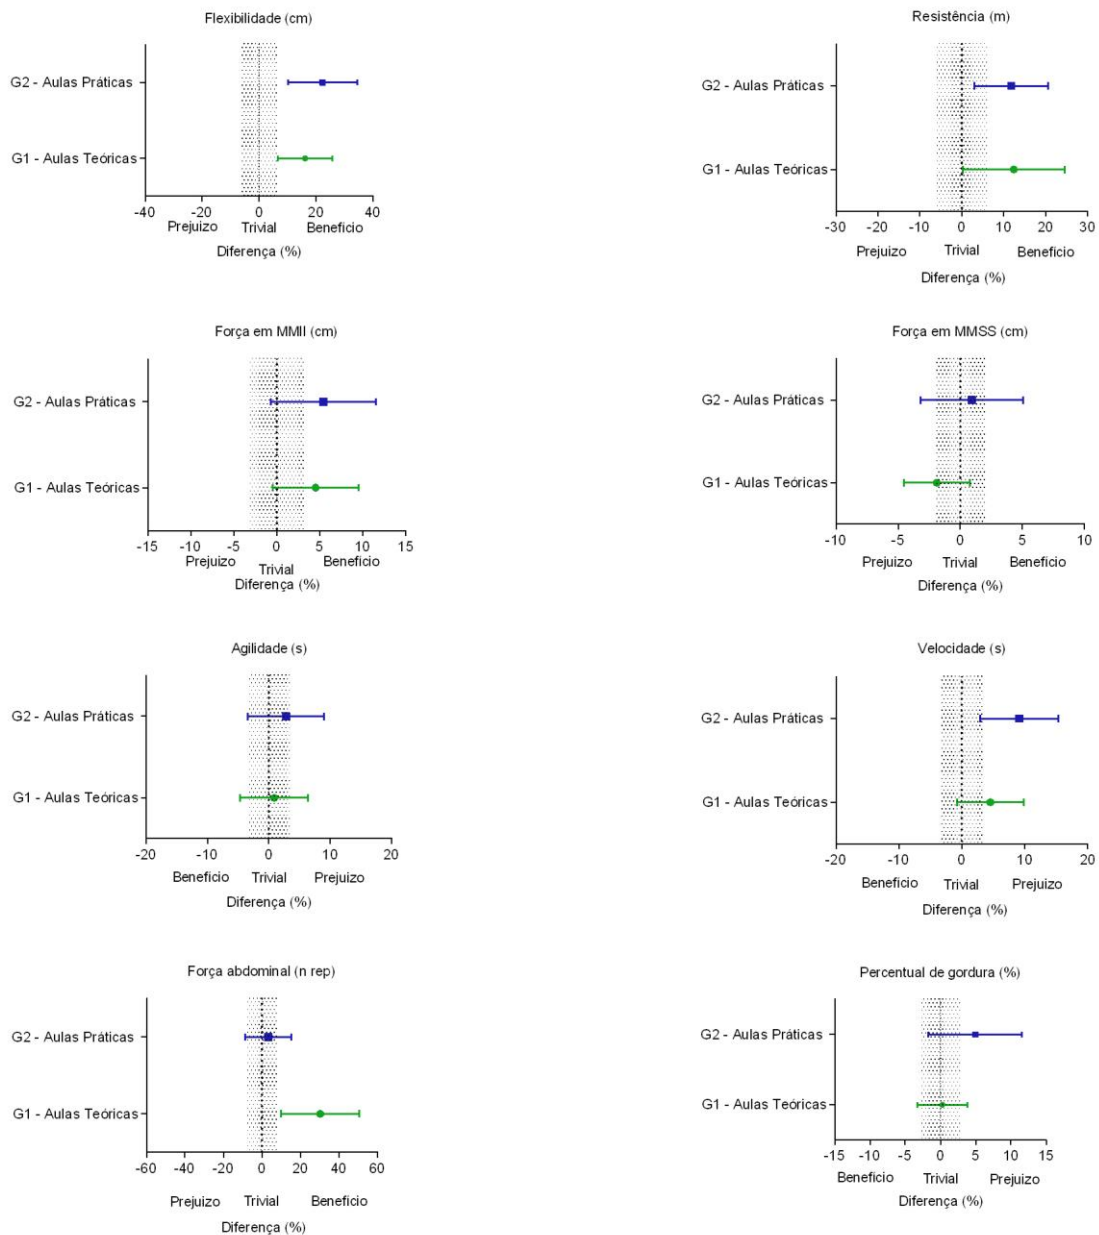 Flexibilidade (cm)
G2 - Aulas Práticas
G1 - Aulas Teóricas
-40 -20 0 20 40
Prejuizo Trivial Beneficio
Diferença (%)
Resistência (m)
G2 - Aulas Práticas
G1 - Aulas Teóricas
-30 -20 -10 0 10 20 30
Prejuizo Trivial Beneficio
Diferença (%)
Força em MMII (cm)
G2 - Aulas Práticas
G1 - Aulas Teóricas
-15 -10 -5 0 5 10 15
Prejuizo Trivial Beneficio
Diferença (%)
Força em MMSS (cm)
G2 - Aulas Práticas
G1 - Aulas Teóricas
-10 -5 0 5 10
Prejuizo Trivial Beneficio
Diferença (%)
Agilidade (s)
G2 - Aulas Práticas
G1 - Aulas Teóricas
-20 -10 0 10 20
Beneficio Trivial Prejuizo
Diferença (%)
Velocidade (s)
G2 - Aulas Práticas
G1 - Aulas Teóricas
-20 -10 0 10 20
Beneficio Trivial Prejuizo
Diferença (%)
Força abdominal (n rep)
G2 - Aulas Práticas
G1 - Aulas Teóricas
-60 -40 -20 0 20 40 60
Prejuizo Trivial Beneficio
Diferença (%)
Percentual de gordura (%)
G2 - Aulas Práticas
G1 - Aulas Teóricas
-15 -10 -5 0 5 10 15
Beneficio Trivial Prejuizo
Diferença (%)